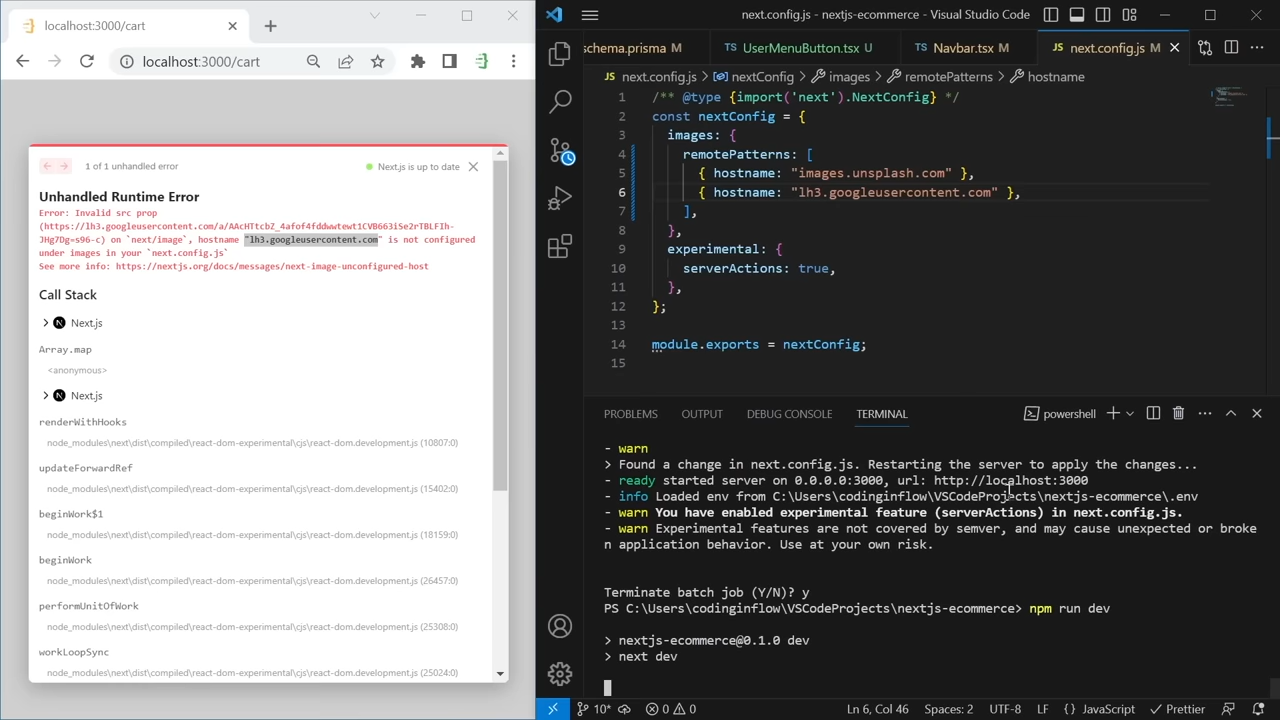 localhost:3000/cart
localhost:3000/cart
1 of 1 unhandled error
Next.js is up to date
Unhandled Runtime Error
Error: Invalid src prop
(https://lh3.googleusercontent.com/a/AAcHTtcbZ_4afof4fddwwtewt1CVB663iSe2rTBLFIh-
JHg7Dg=s96-c) on `next/image`, hostname "lh3.googleusercontent.com" is not configured
under images in your `next.config.js`
See more info: https://nextjs.org/docs/messages/next-image-unconfigured-host
Call Stack
Next.js
Array.map
<anonymous>
Next.js
renderWithHooks
node_modules\next\dist\compiled\react-dom-experimental\cjs\react-dom.development.js (10807:0)
updateForwardRef
node_modules\next\dist\compiled\react-dom-experimental\cjs\react-dom.development.js (15402:0)
beginWork$1
node_modules\next\dist\compiled\react-dom-experimental\cjs\react-dom.development.js (18159:0)
beginWork
node_modules\next\dist\compiled\react-dom-experimental\cjs\react-dom.development.js (26457:0)
performUnitOfWork
node_modules\next\dist\compiled\react-dom-experimental\cjs\react-dom.development.js (25308:0)
workLoopSync
node_modules\next\dist\compiled\react-dom-experimental\cjs\react-dom.development.js (25024:0)
next.config.js - nextjs-ecommerce - Visual Studio Code
schema.prisma M
TS UserMenuButton.tsx U
TS Navbar.tsx M
JS next.config.js M
JS next.config.js > nextConfig > images > remotePatterns > hostname
1 /** @type {import('next').NextConfig} */
2 const nextConfig = {
3 images: {
4 remotePatterns: [
5 { hostname: "images.unsplash.com" },
6 { hostname: "lh3.googleusercontent.com" },
7 ],
8 },
9 experimental: {
10 serverActions: true,
11 },
12 };
13
14 module.exports = nextConfig;
15
PROBLEMS OUTPUT DEBUG CONSOLE TERMINAL
powershell
- warn
> Found a change in next.config.js. Restarting the server to apply the changes...
- ready started server on 0.0.0.0:3000, url: http://localhost:3000
- info Loaded env from C:\Users\codinginflow\VSCodeProjects\nextjs-ecommerce\.env
- warn You have enabled experimental feature (serverActions) in next.config.js.
- warn Experimental features are not covered by semver, and may cause unexpected or broke
n application behavior. Use at your own risk.
Terminate batch job (Y/N)? y
PS C:\Users\codinginflow\VSCodeProjects\nextjs-ecommerce> npm run dev
> nextjs-ecommerce@0.1.0 dev
> next dev
10* 0 0 Ln 6, Col 46 Spaces: 2 UTF-8 LF {} JavaScript Prettier